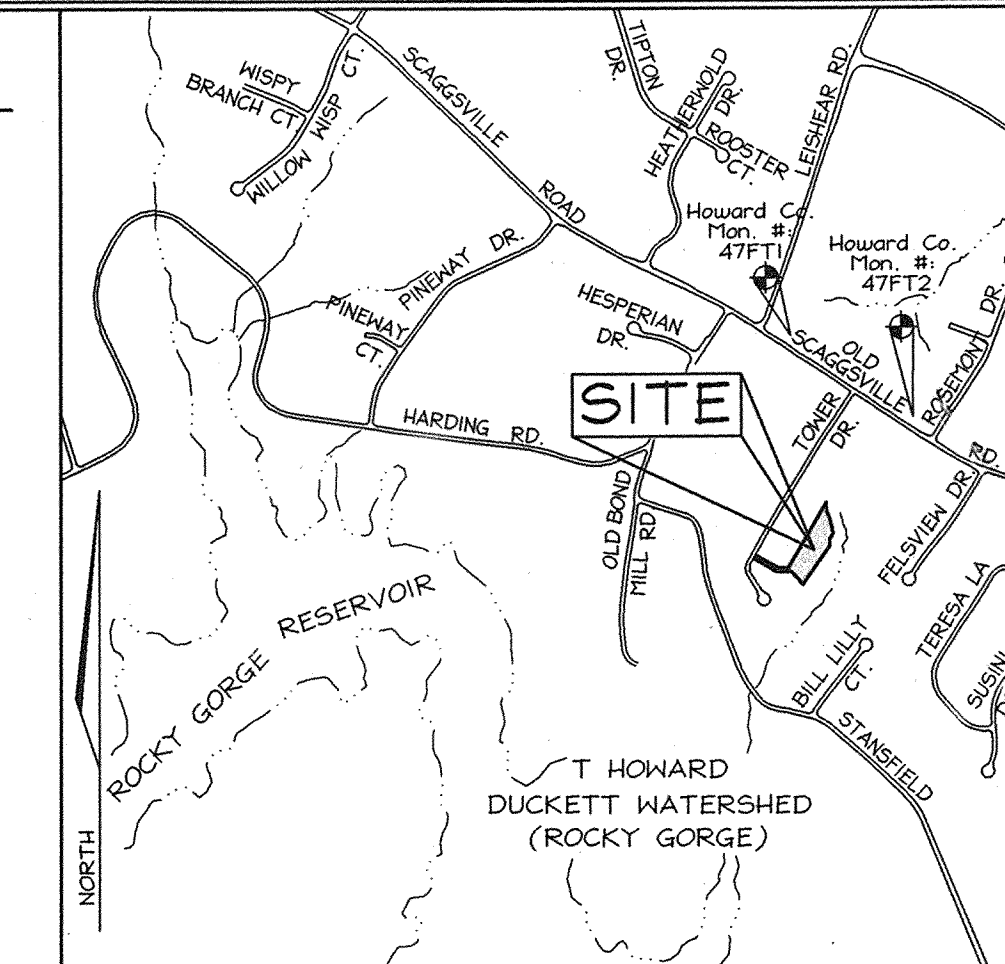 WISPY
BRANCH CT
WILLOW WISP CT.
SCAGGSVILLE ROAD
TIPTON
DR.
HEATHERWOLD DR.
ROOSTER
CT.
LEISHEAR RD.
Howard Co.
Mon. #:
47FT1
Howard Co.
Mon. #:
47FT2
PINEWAY DR.
PINEWAY
CT.
HESPERIAN
DR.
OLD
SCAGGSVILLE
RD.
ROSEMONT DR.
SITE
TOWER
DR.
HARDING RD.
OLD BOND
MILL RD
FELSVIEW DR.
TERESA LA
BILL LILLY
CT.
STANSFIELD
ROCKY GORGE RESERVOIR
T HOWARD
DUCKETT WATERSHED
(ROCKY GORGE)
NORTH